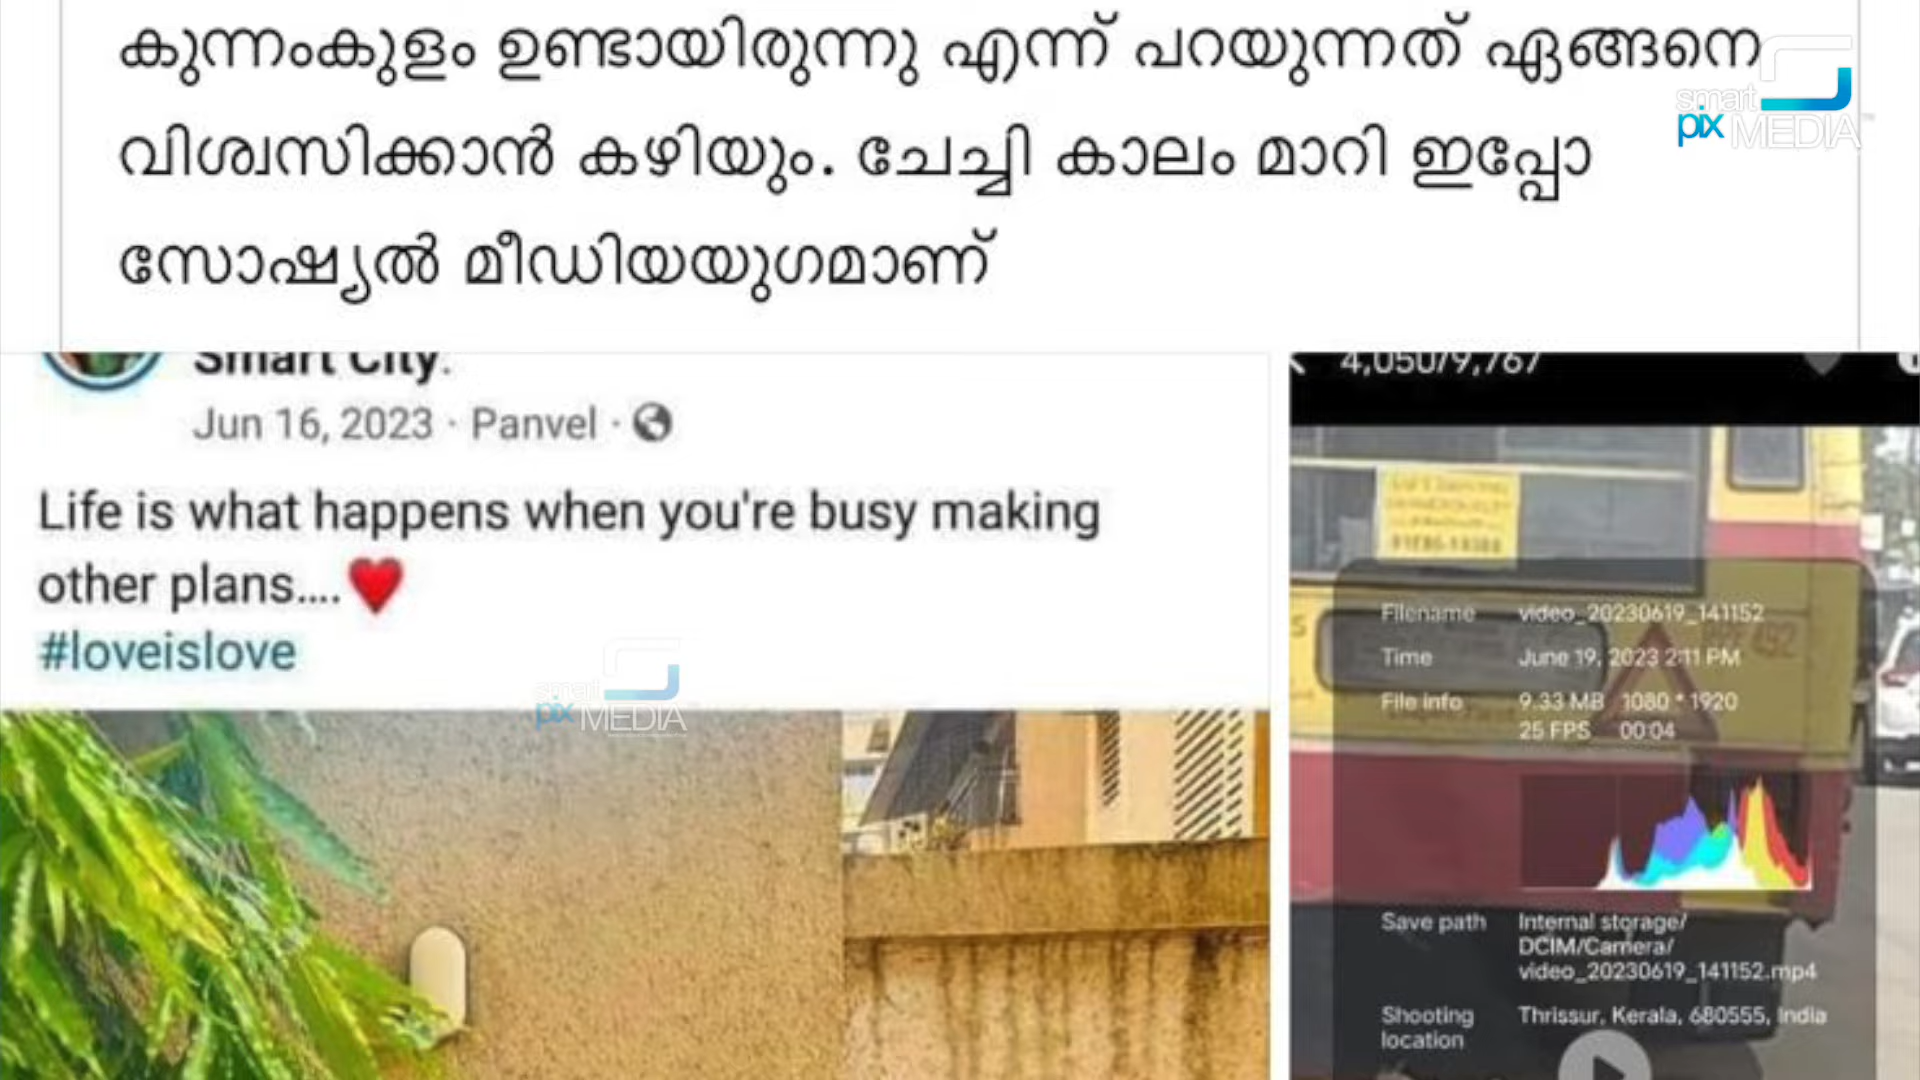 കുന്നംകുളം ഉണ്ടായിരുന്നു എന്ന് പറയുന്നത് ഏങ്ങനെ
വിശ്വസിക്കാൻ കഴിയും. ചേച്ചി കാലം മാറി ഇപ്പോ
സോഷ്യൽ മീഡിയയുഗമാണ്
smart
pix MEDIA
Smart City.
Jun 16, 2023 · Panvel ·
Life is what happens when you're busy making
other plans....❤
#loveislove
smart
pix MEDIA
4,050/9,767
Filename video_20230619_141152
Time June 19, 2023 2:11 PM
File info 9.33 MB 1080 * 1920
25 FPS 00:04
Save path Internal storage/
DCIM/Camera/
video_20230619_141152.mp4
Shooting Thrissur, Kerala, 680555, India
location